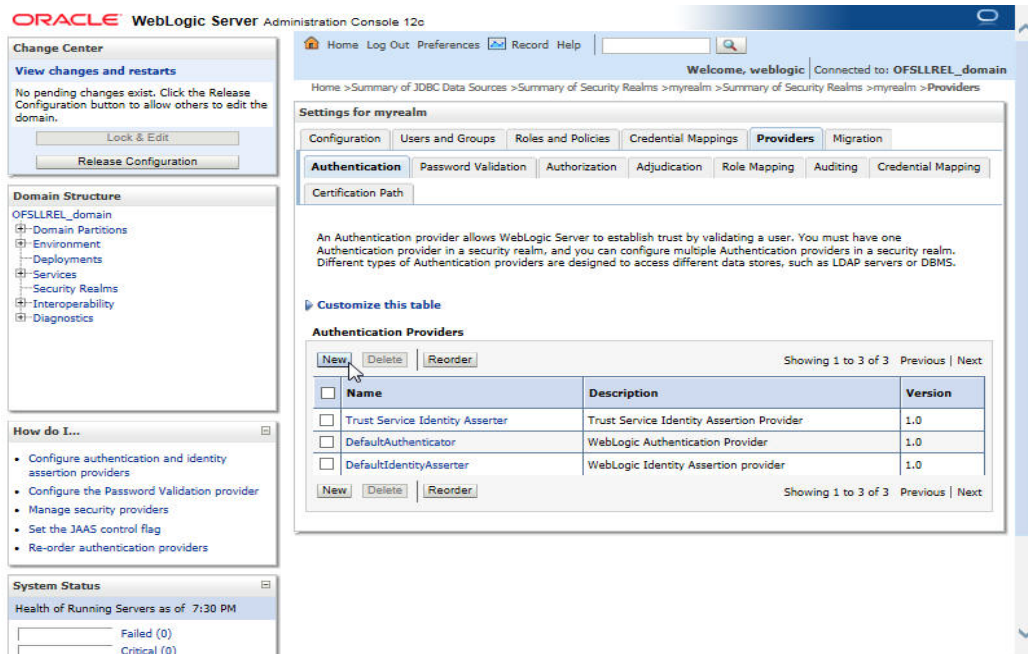 ORACLE WebLogic Server Administration Console 12c
Change Center
View changes and restarts
No pending changes exist. Click the Release
Configuration button to allow others to edit the
domain.
Lock & Edit
Release Configuration
Domain Structure
OFSLLREL_domain
Domain Partitions
Environment
Deployments
Services
Security Realms
Interoperability
Diagnostics
How do I...
Configure authentication and identity
assertion providers
Configure the Password Validation provider
Manage security providers
Set the JAAS control flag
Re-order authentication providers
System Status
Health of Running Servers as of 7:30 PM
Failed (0)
Critical (0)
Home Log Out Preferences Record Help
Welcome, weblogic Connected to: OFSLLREL_domain
Home >Summary of JDBC Data Sources >Summary of Security Realms >myrealm >Summary of Security Realms >myrealm >Providers
Settings for myrealm
Configuration Users and Groups Roles and Policies Credential Mappings Providers Migration
Authentication Password Validation Authorization Adjudication Role Mapping Auditing Credential Mapping
Certification Path
An Authentication provider allows WebLogic Server to establish trust by validating a user. You must have one
Authentication provider in a security realm, and you can configure multiple Authentication providers in a security realm.
Different types of Authentication providers are designed to access different data stores, such as LDAP servers or DBMS.
Customize this table
Authentication Providers
New Delete Reorder Showing 1 to 3 of 3 Previous | Next
Name Description Version
Trust Service Identity Asserter Trust Service Identity Assertion Provider 1.0
DefaultAuthenticator WebLogic Authentication Provider 1.0
DefaultIdentityAsserter WebLogic Identity Assertion provider 1.0
New Delete Reorder Showing 1 to 3 of 3 Previous | Next